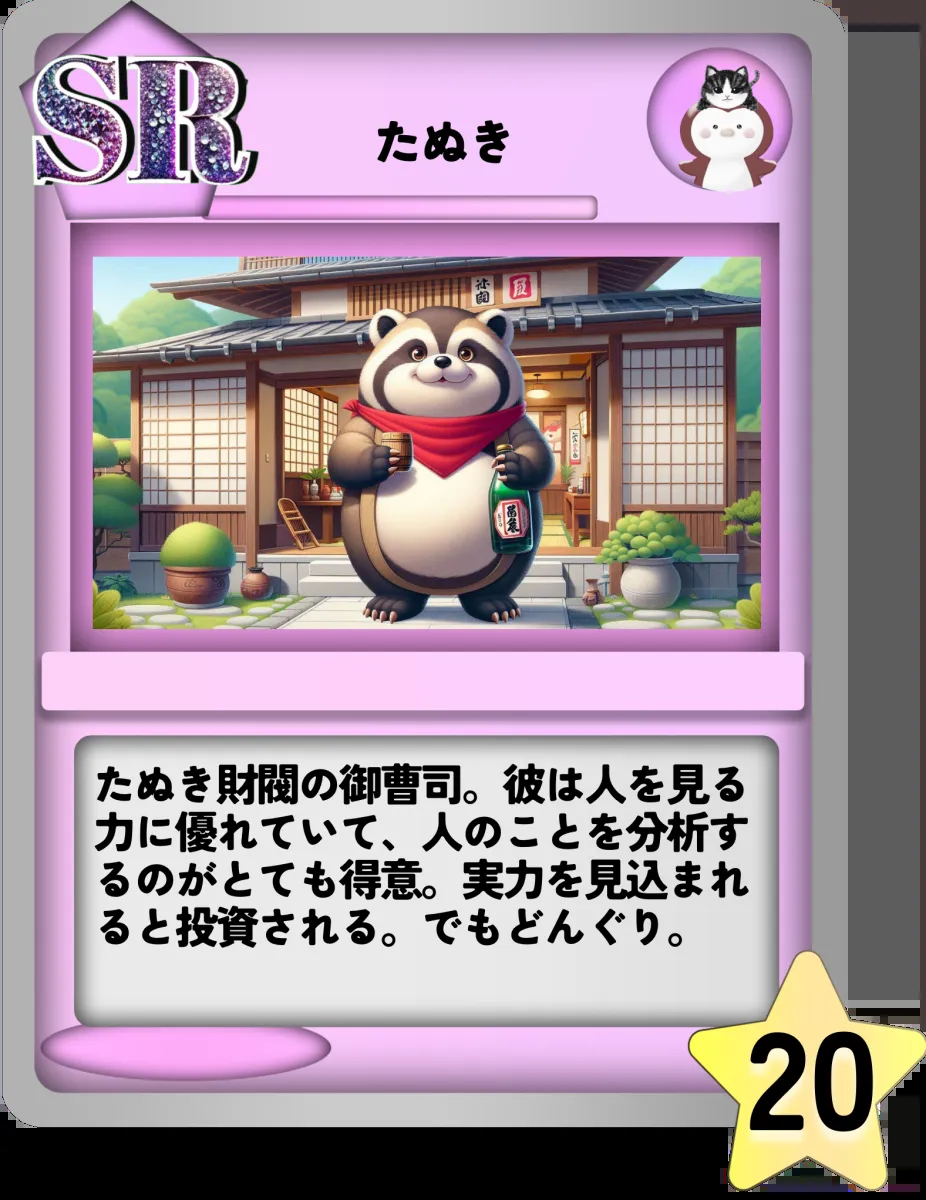 SR
たぬき
たぬき財閥の御曹司。彼は人を見る
力に優れていて、人のことを分析す
るのがとても得意。実力を見込まれ
ると投資される。でもどんぐり。
20